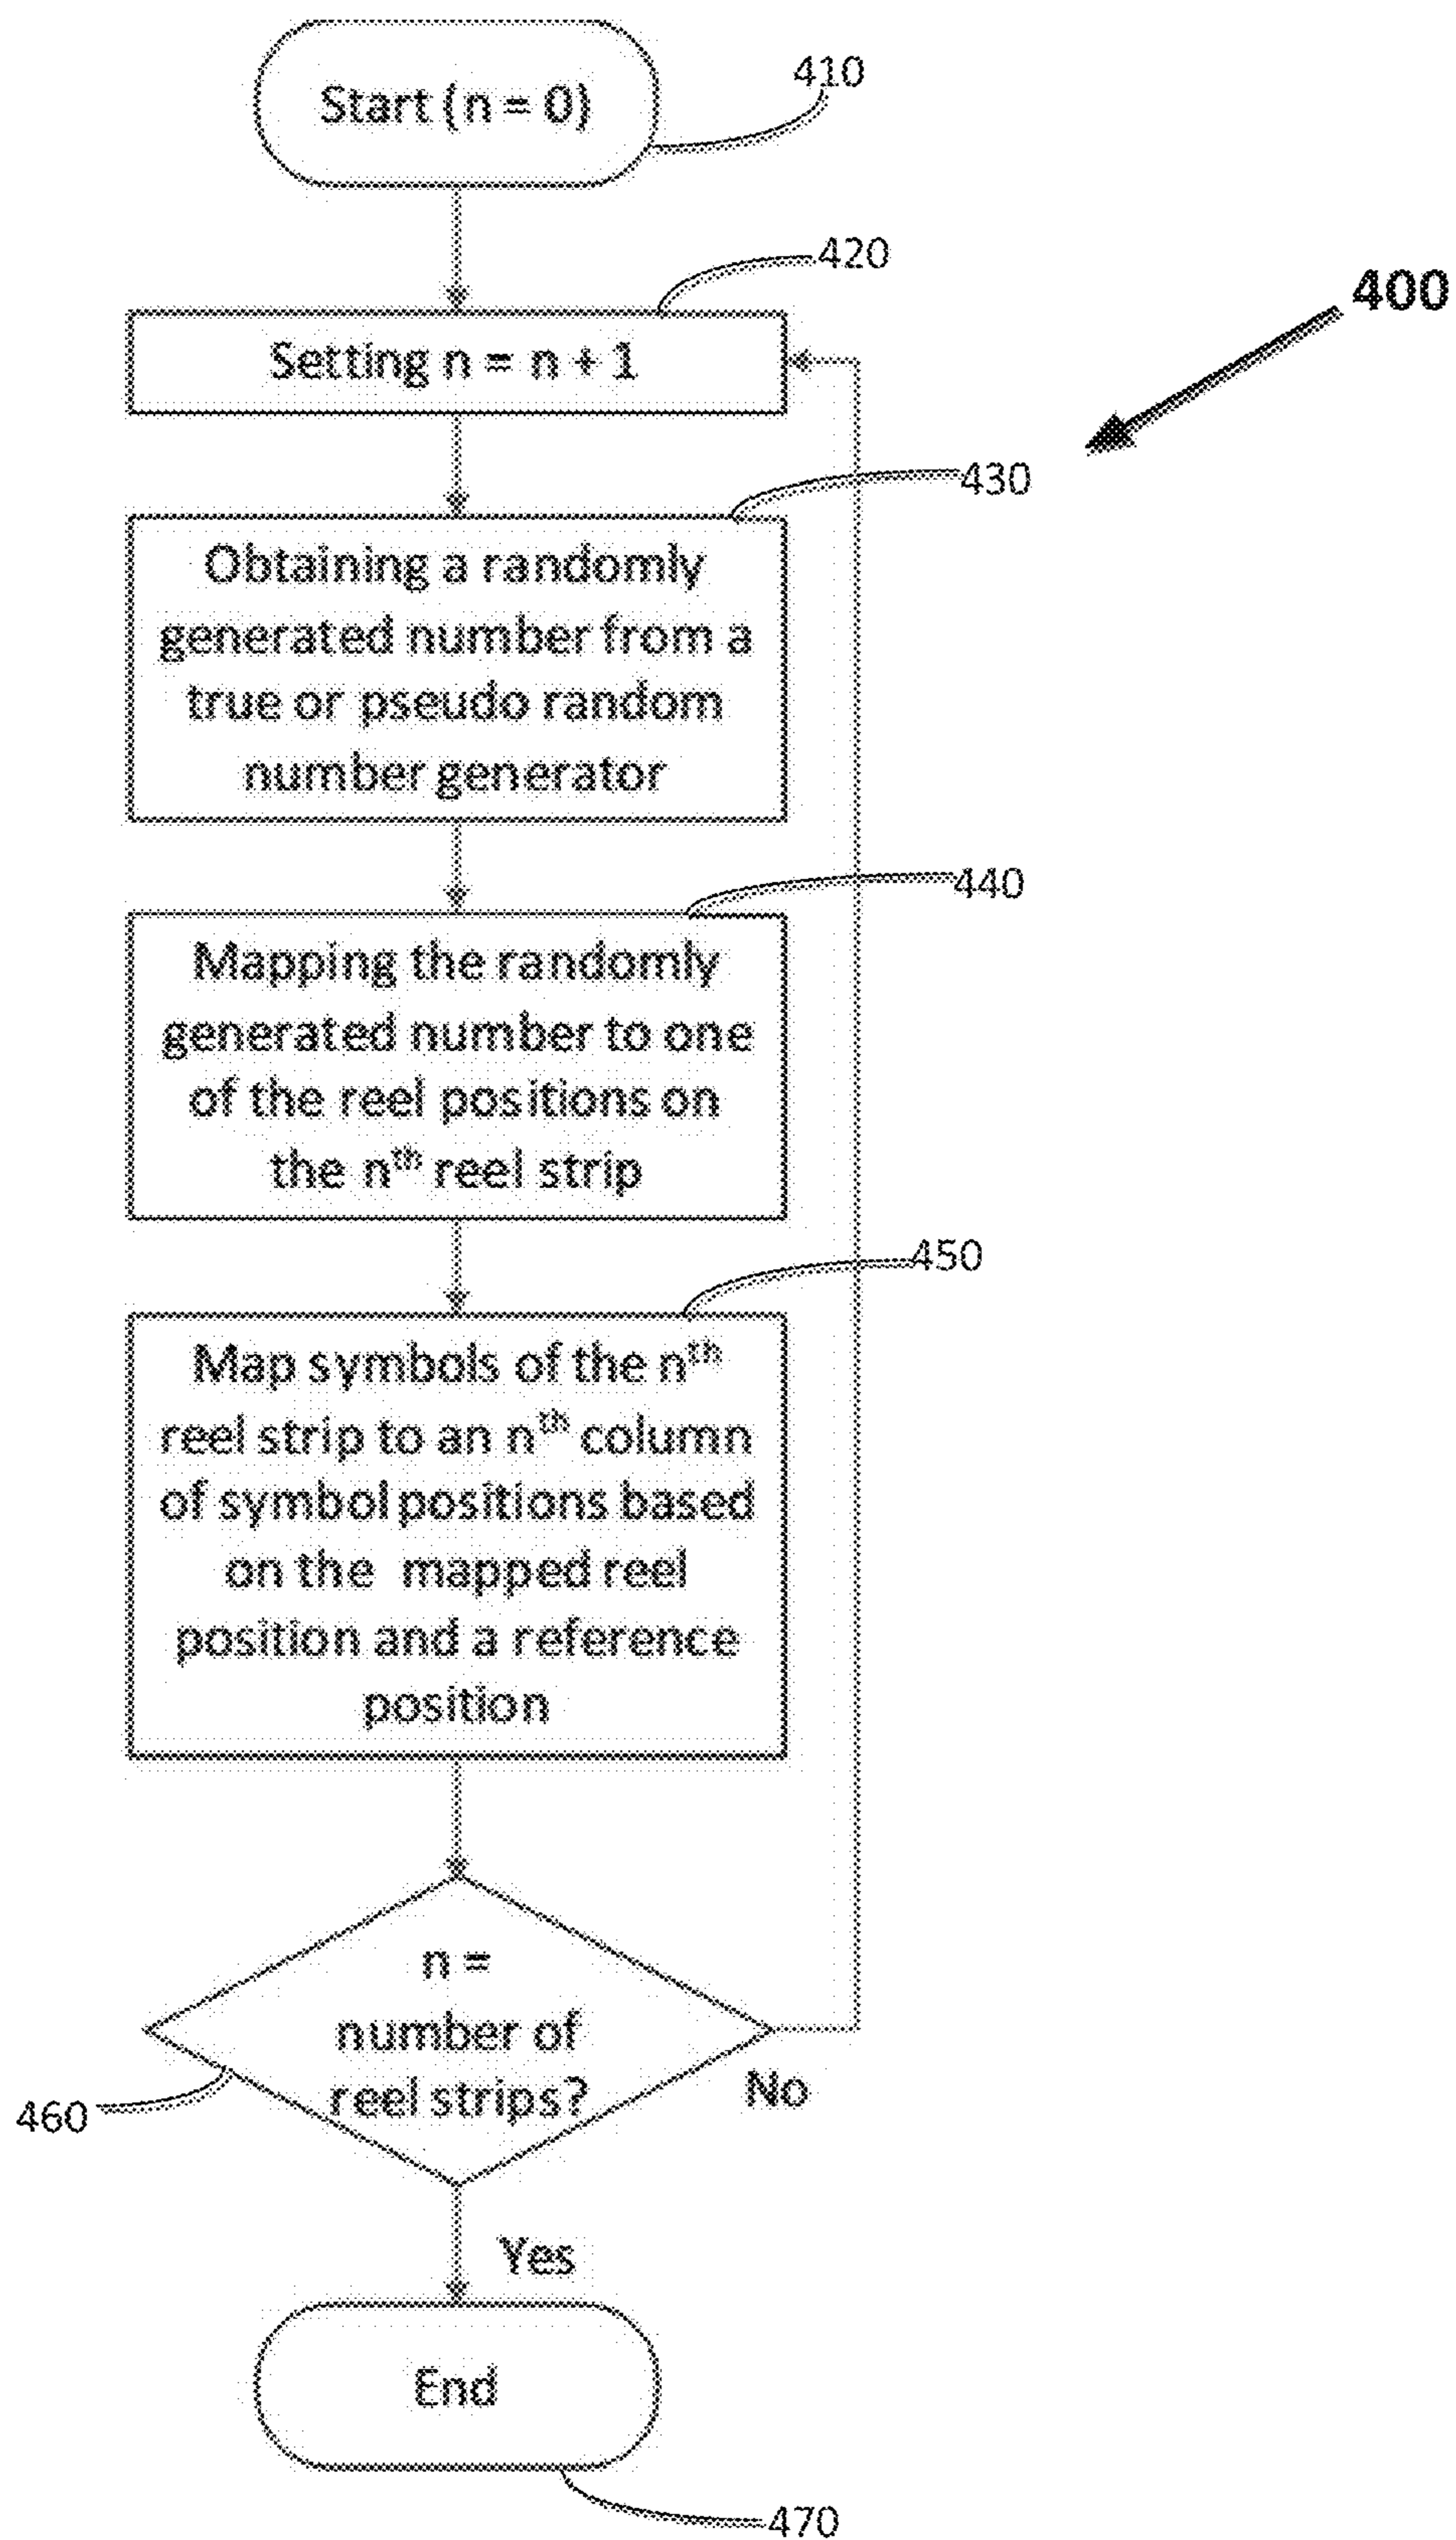 Start (n = 0)
410
420
400
Setting n = n + 1
430
Obtaining a randomly
generated number from a
true or pseudo random
number generator
440
Mapping the randomly
generated number to one
of the reel positions on
the nth reel strip
450
Map symbols of the nth
reel strip to an nth column
of symbol positions based
on the mapped reel
position and a reference
position
n =
number of
reel strips?
No
460
Yes
End
470